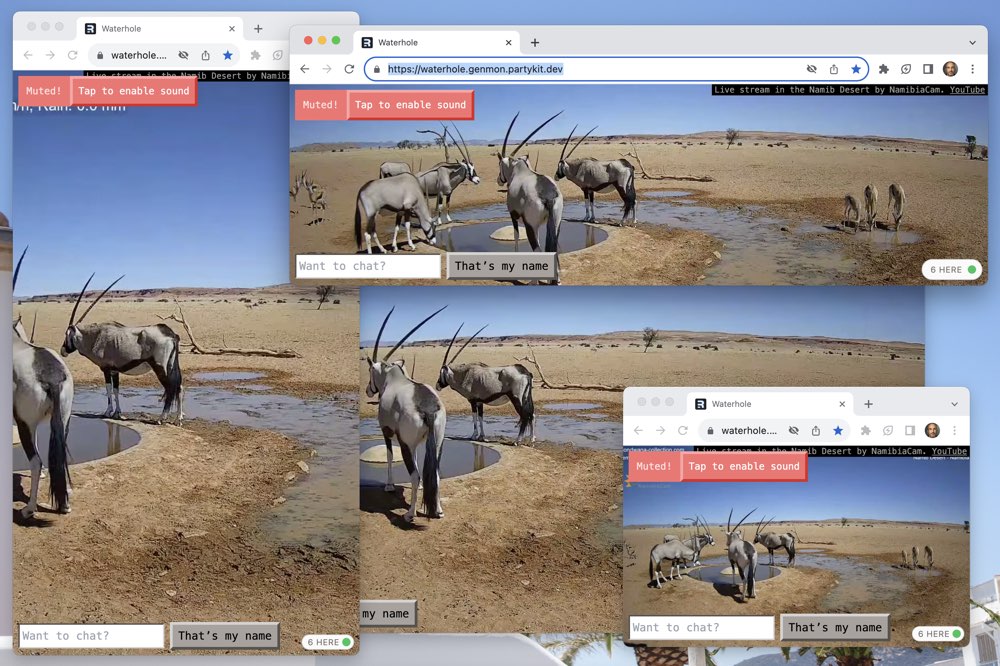 Waterhole
waterhole....
Live stream in the Namib Desert by Namibi
Muted!
Tap to enable sound
Rain: 0.0 mm
Want to chat?
That's my name
6 HERE
Waterhole
https://waterhole.genmon.partykit.dev
Live stream in the Namib Desert by NamibiaCam. YouTube
Muted!
Tap to enable sound
Want to chat?
That's my name
6 HERE
my name
Waterhole
waterhole....
Live stream in the Namib Desert by NamibiaCam. YouTube
Muted!
Tap to enable sound
Want to chat?
That's my name
6 HERE